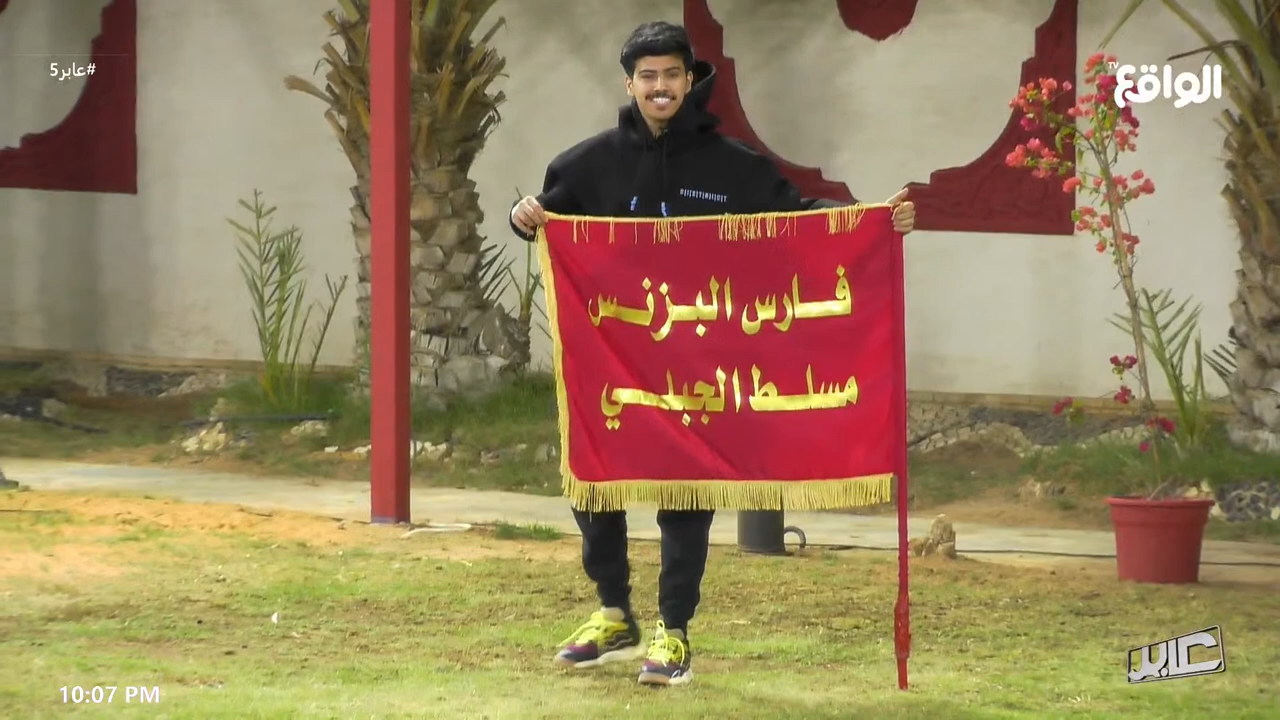 #عابر5
الواقع TV
فارس البزنس
مسلط الجبلي
عابر
10:07 PM